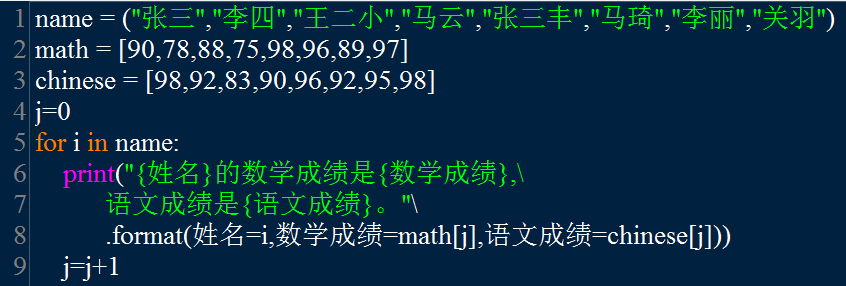 1 name = ("张三","李四","王二小","马云","张三丰","马琦","李丽","关羽")
2 math = [90,78,88,75,98,96,89,97]
3 chinese = [98,92,83,90,96,92,95,98]
4 j=0
5 for i in name:
6     print("{姓名}的数学成绩是{数学成绩},\
7         语文成绩是{语文成绩}。"\
8         .format(姓名=i,数学成绩=math[j],语文成绩=chinese[j]))
9     j=j+1